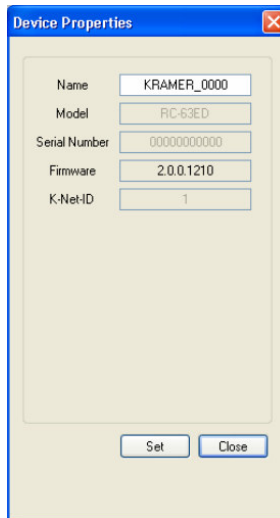 Device Properties
Name KRAMER_0000
Model RC-63ED
Serial Number 00000000000
Firmware 2.0.0.1210
K-Net-ID 1
Set Close